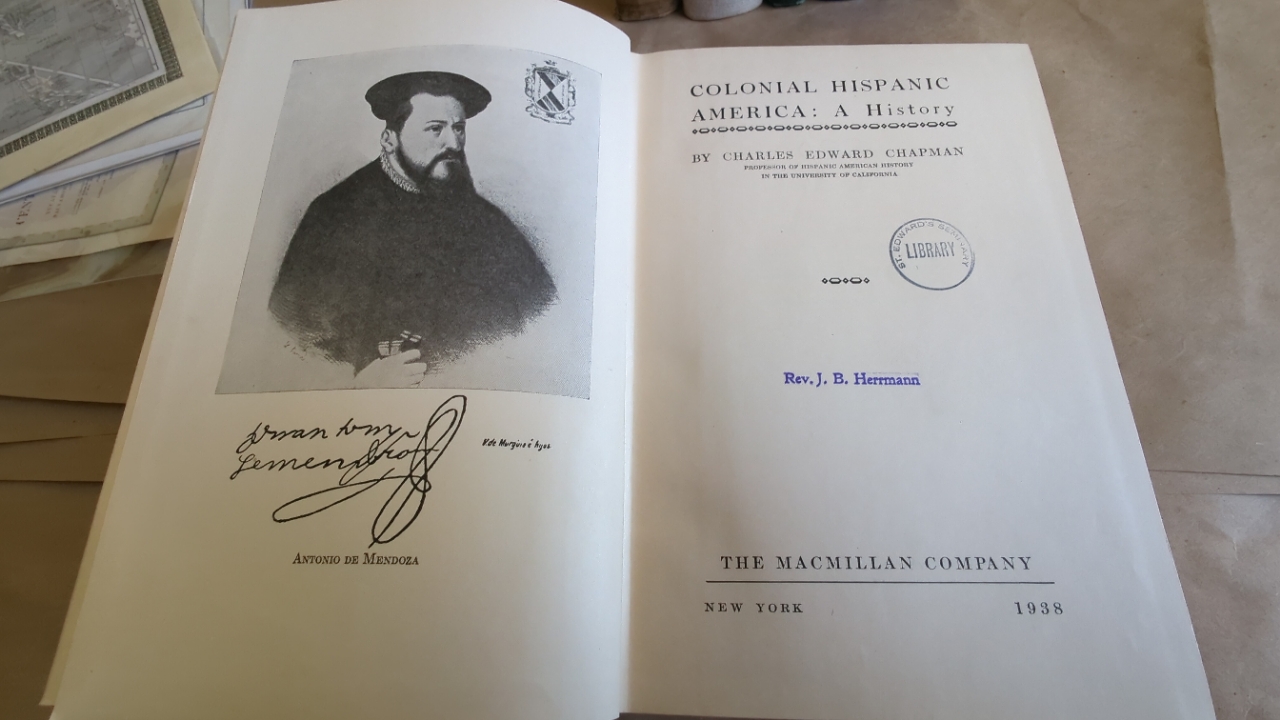 ANTONIO DE MENDOZA
COLONIAL HISPANIC
AMERICA: A History
BY CHARLES EDWARD CHAPMAN
PROFESSOR OF HISPANIC AMERICAN HISTORY
IN THE UNIVERSITY OF CALIFORNIA
ST. EDWARD'S SEMINARY
LIBRARY
Rev. J. B. Herrmann
THE MACMILLAN COMPANY
NEW YORK 1938